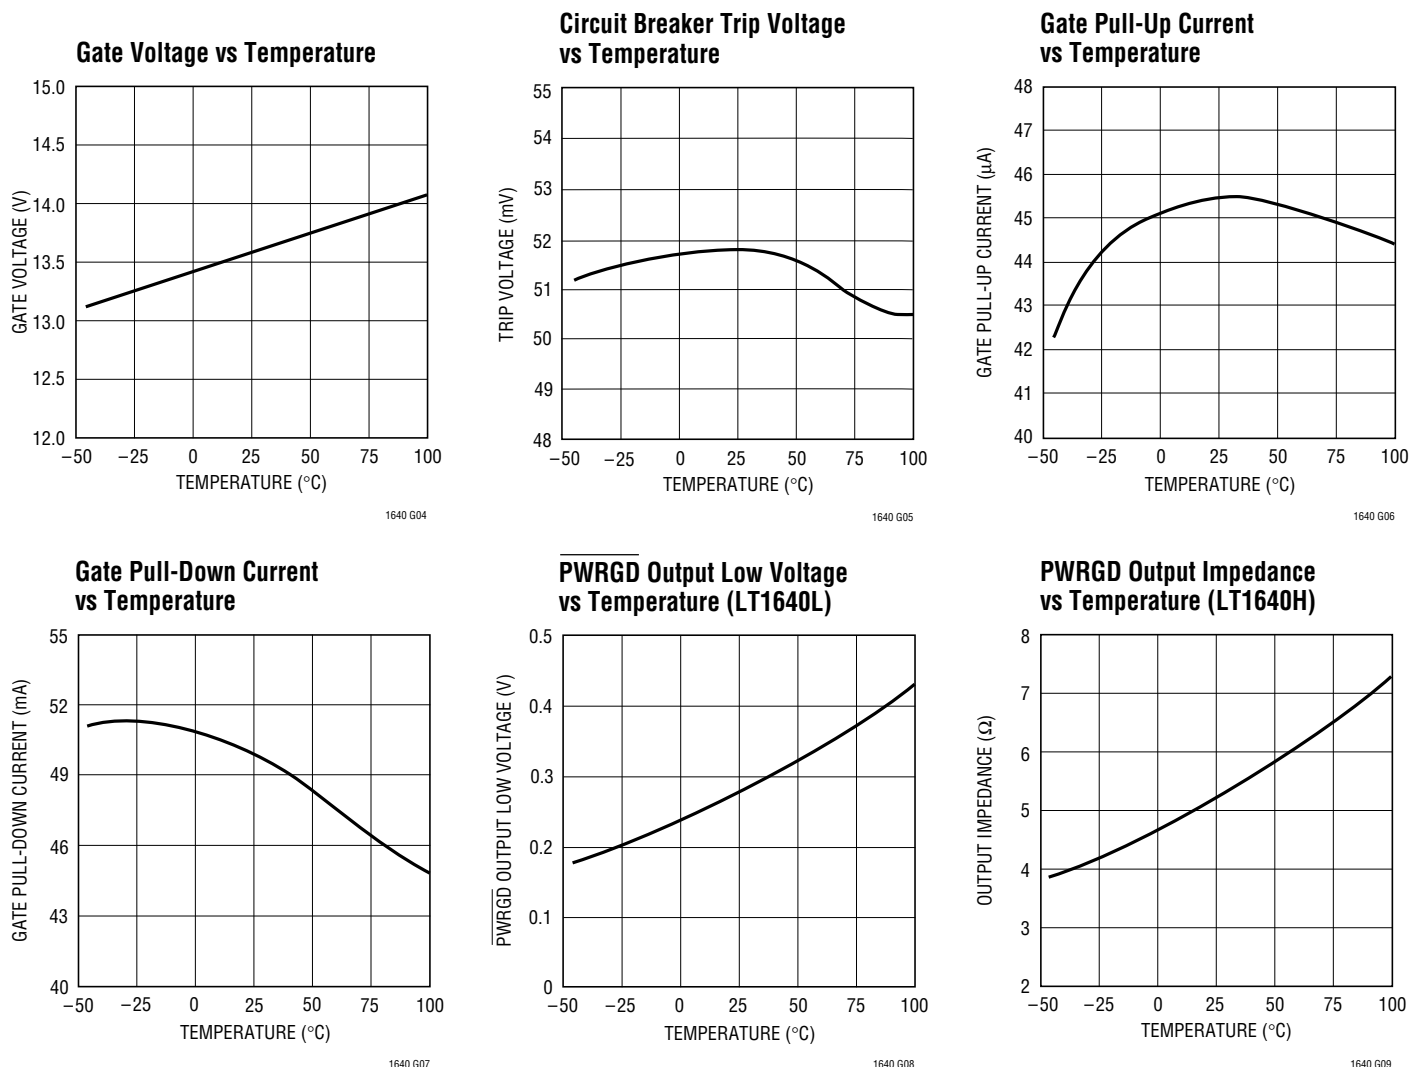 Gate Voltage vs Temperature
15.0
14.5
14.0
13.5
13.0
12.5
12.0
GATE VOLTAGE (V)
–50 –25 0 25 50 75 100
TEMPERATURE (°C)
1640 G04
Circuit Breaker Trip Voltage
vs Temperature
55
54
53
52
51
50
49
48
TRIP VOLTAGE (mV)
–50 –25 0 25 50 75 100
TEMPERATURE (°C)
1640 G05
Gate Pull-Up Current
vs Temperature
48
47
46
45
44
43
42
41
40
GATE PULL-UP CURRENT (µA)
–50 –25 0 25 50 75 100
TEMPERATURE (°C)
1640 G06
Gate Pull-Down Current
vs Temperature
55
52
49
46
43
40
GATE PULL-DOWN CURRENT (mA)
–50 –25 0 25 50 75 100
TEMPERATURE (°C)
1640 G07
PWRGD Output Low Voltage
vs Temperature (LT1640L)
0.5
0.4
0.3
0.2
0.1
0
PWRGD OUTPUT LOW VOLTAGE (V)
–50 –25 0 25 50 75 100
TEMPERATURE (°C)
1640 G08
PWRGD Output Impedance
vs Temperature (LT1640H)
8
7
6
5
4
3
2
OUTPUT IMPEDANCE (Ω)
–50 –25 0 25 50 75 100
TEMPERATURE (°C)
1640 G09